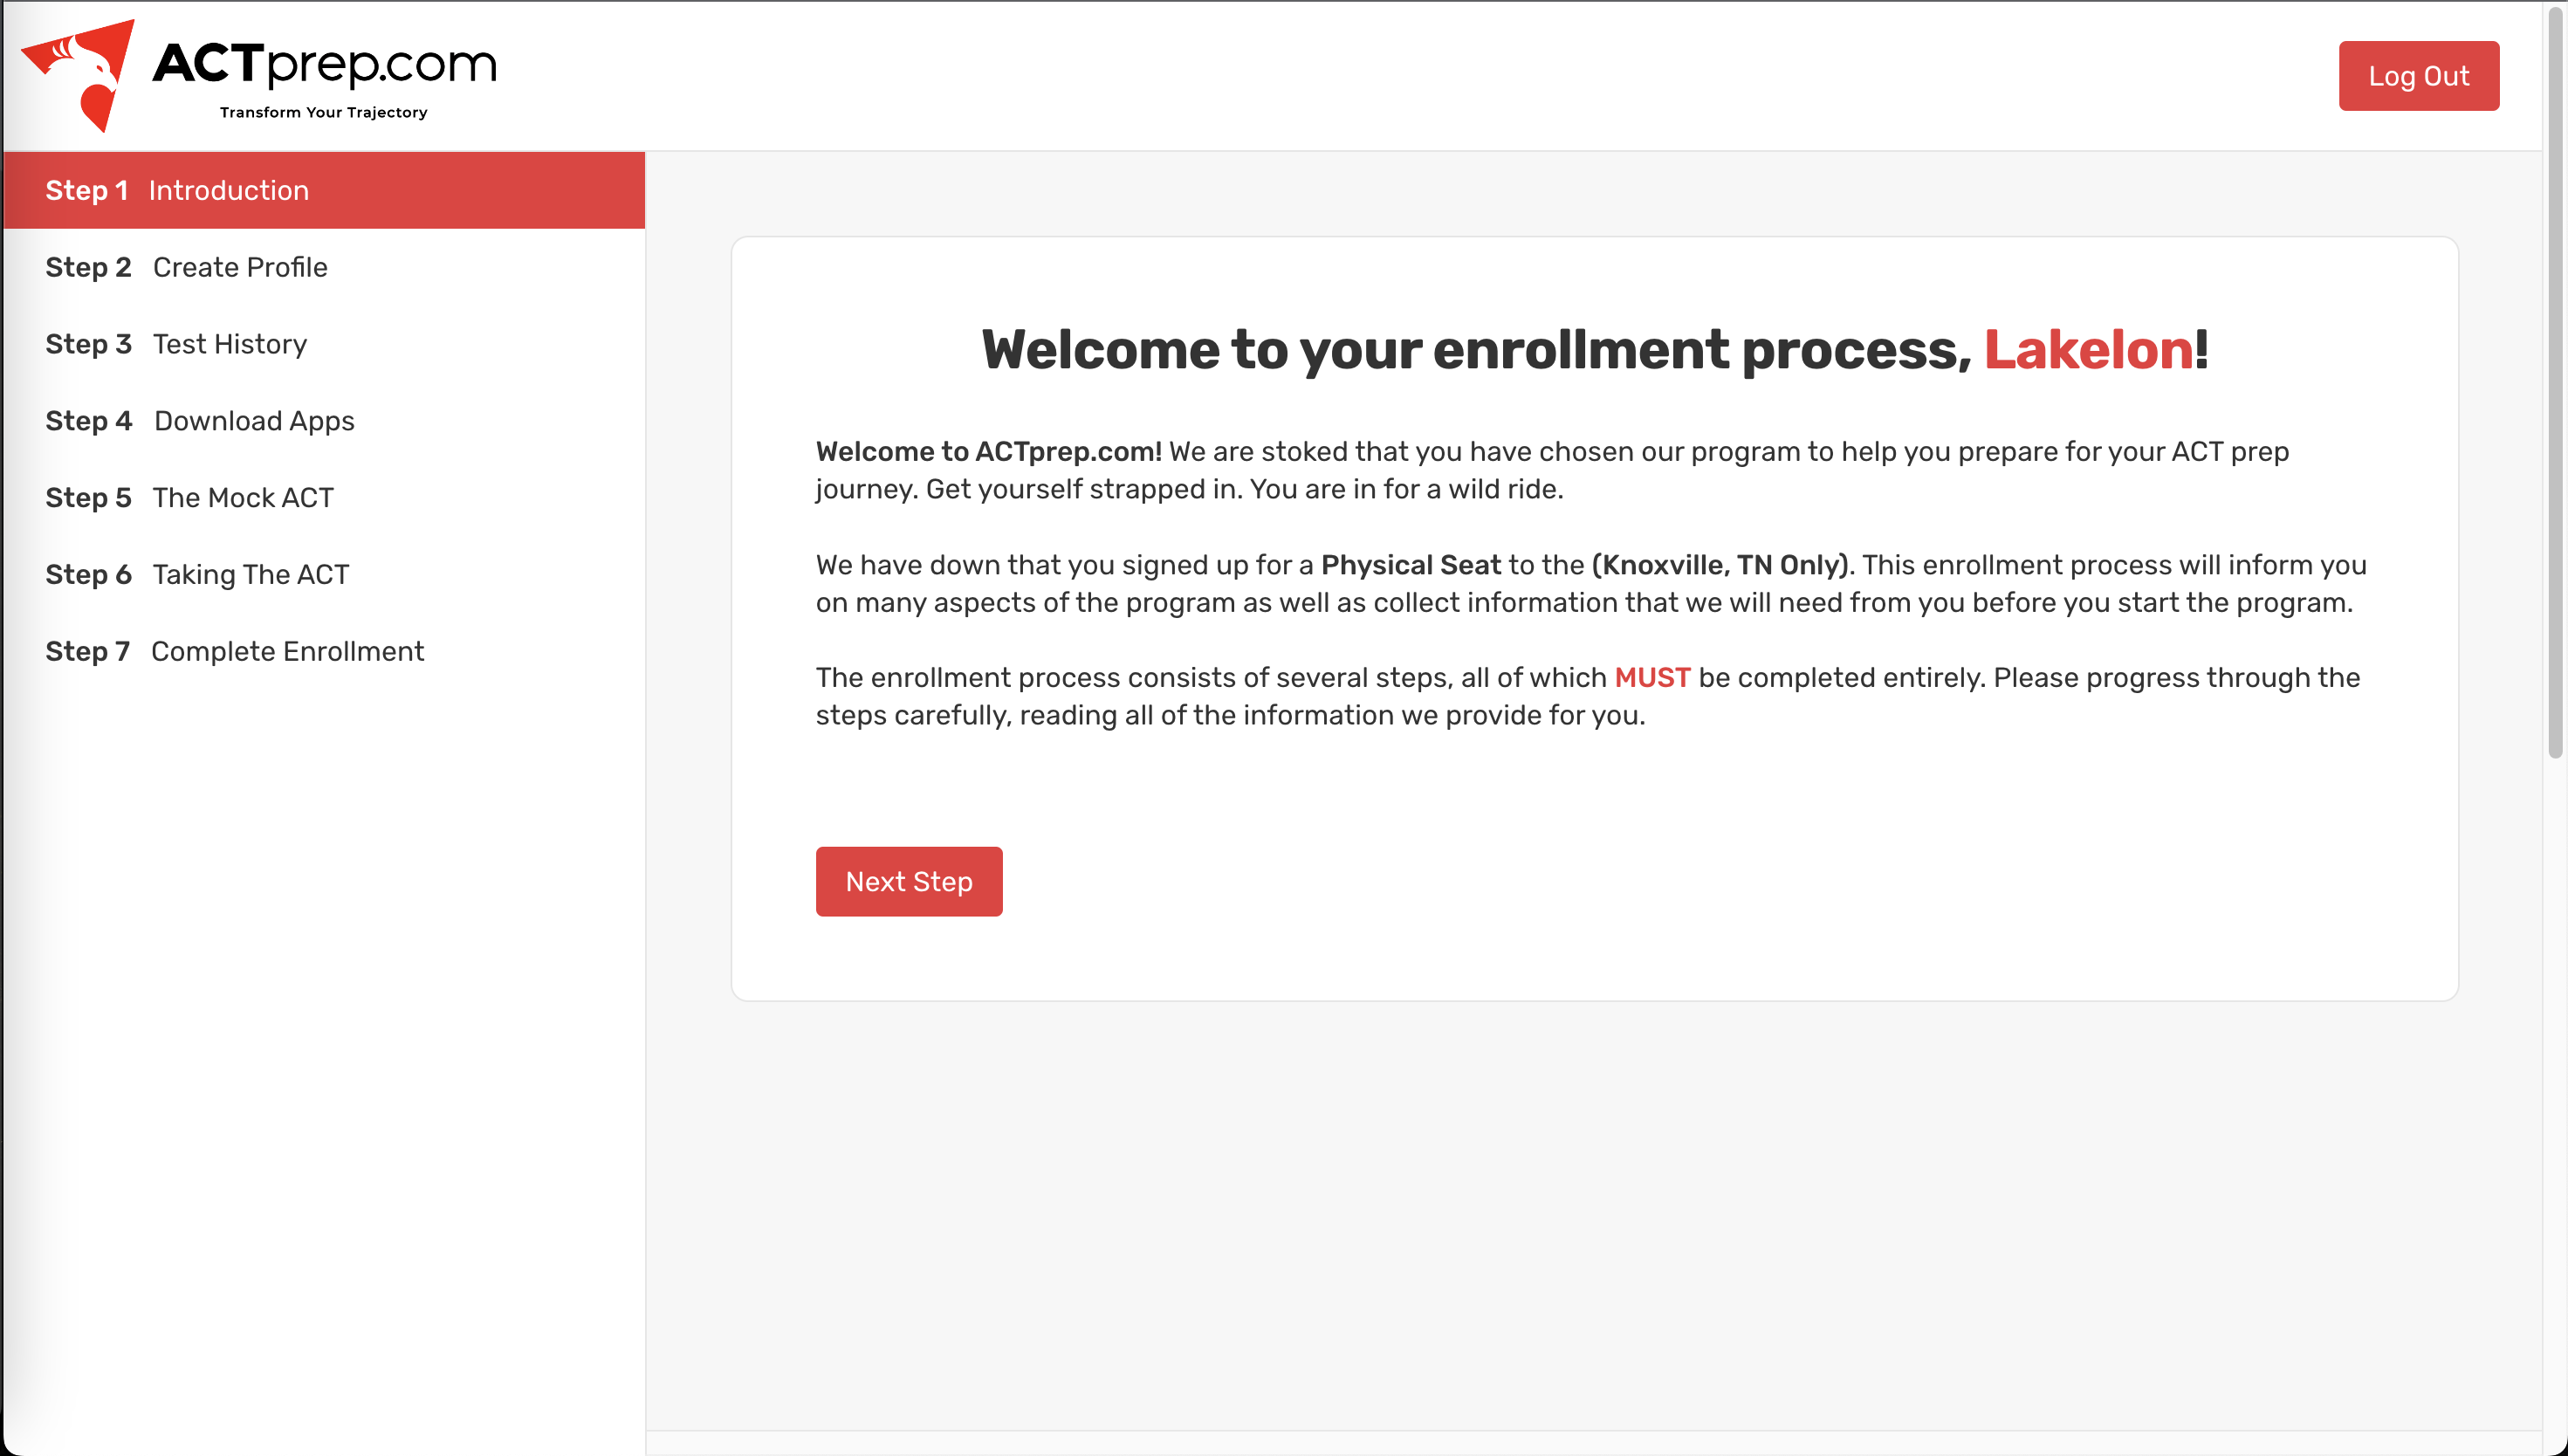 ACTprep.com
Transform Your Trajectory
Log Out
Step 1 Introduction
Step 2 Create Profile
Step 3 Test History
Step 4 Download Apps
Step 5 The Mock ACT
Step 6 Taking The ACT
Step 7 Complete Enrollment
Welcome to your enrollment process, Lakelon!
Welcome to ACTprep.com! We are stoked that you have chosen our program to help you prepare for your ACT prep
journey. Get yourself strapped in. You are in for a wild ride.
We have down that you signed up for a Physical Seat to the (Knoxville, TN Only). This enrollment process will inform you
on many aspects of the program as well as collect information that we will need from you before you start the program.
The enrollment process consists of several steps, all of which MUST be completed entirely. Please progress through the
steps carefully, reading all of the information we provide for you.
Next Step